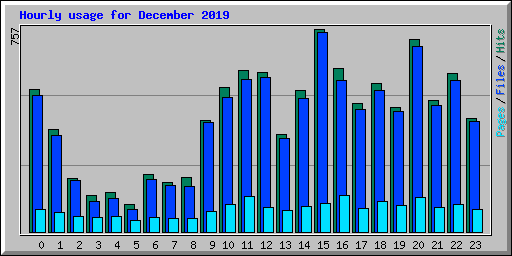 Hourly usage for December 2019
757
Pages / Files / Hits
0 1 2 3 4 5 6 7 8 9 10 11 12 13 14 15 16 17 18 19 20 21 22 23